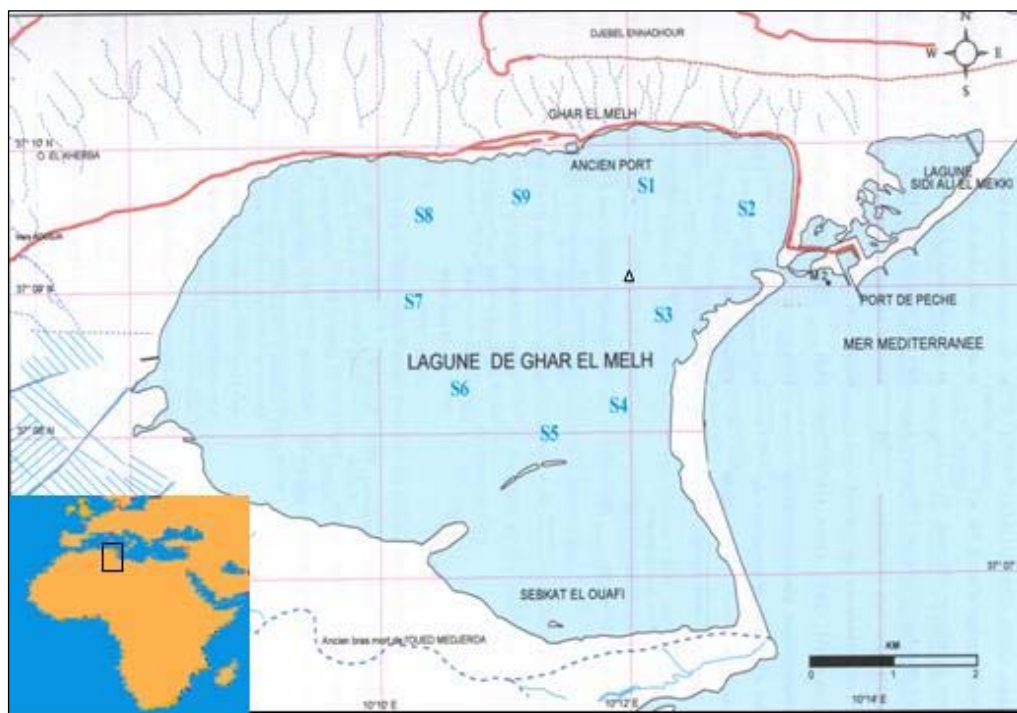 N
DJEBEL ENNADHOUR
W E
S
GHAR EL MELH
37° 10' N
O. EL KHERBA
ANCIEN PORT
LAGUNE
SIDI ALI EL MEKKI
S1
S9
S2
S8
37° 09' N
M 2
S7
PORT DE PECHE
S3
MER MEDITERRANEE
LAGUNE DE GHAR EL MELH
S6
S4
37° 08' N
S5
37° 07'
SEBKAT EL OUAFI
Ancien bras mort de l'OUED MEDJERDA
KM
0 1 2
10°10' E
10°12' E
10°14' E